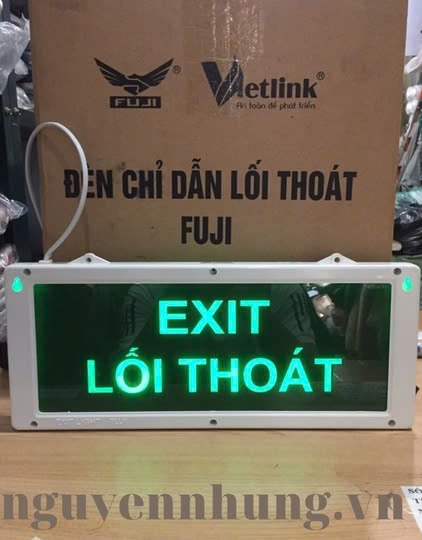 FUJI ®
Vietlink®
An toàn để phát triển
ĐÈN CHỈ DẪN LỐI THOÁT
FUJI
EXIT
LỐI THOÁT
nguyennhung.vn